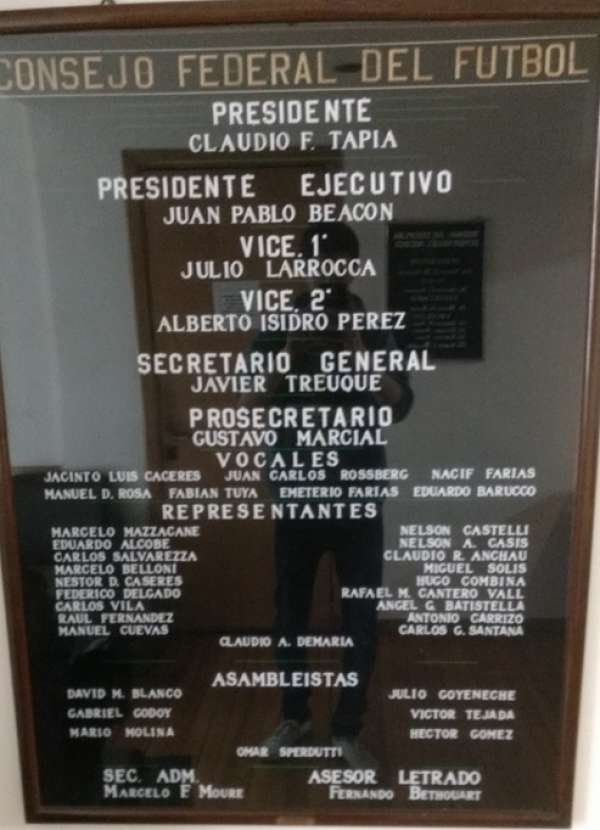 CONSEJO FEDERAL DEL FUTBOL
PRESIDENTE
CLAUDIO F. TAPIA
PRESIDENTE EJECUTIVO
JUAN PABLO BEACON
VICE. 1°
JULIO LARROCCA
VICE. 2°
ALBERTO ISIDRO PEREZ
SECRETARIO GENERAL
JAVIER TREUQUE
PROSECRETARIO
GUSTAVO MARCIAL
VOCALES
JACINTO LUIS CACERES JUAN CARLOS ROSSBERG NACIF FARIAS
MANUEL D. ROSA FABIAN TUYA EMETERIO FARIAS EDUARDO BARUCCO
REPRESENTANTES
MARCELO MAZZACANE NELSON CASTELLI
EDUARDO ALCOBE NELSON A. CASIS
CARLOS SALVAREZZA CLAUDIO R. ANCHAU
MARCELO BELLONI MIGUEL SOLIS
NESTOR D. CASERES HUGO COMBINA
FEDERICO DELGADO RAFAEL M. CANTERO VALL
CARLOS VILA ANGEL G. BATISTELLA
RAUL FERNANDEZ ANTONIO CARRIZO
MANUEL CUEVAS CARLOS G. SANTANA
CLAUDIO A. DEMARIA
ASAMBLEISTAS
DAVID M. BLANCO JULIO GOYENECHE
GABRIEL GODOY VICTOR TEJADA
MARIO MOLINA HECTOR GOMEZ
OMAR SPERDUTTI
SEC. ADM. ASESOR LETRADO
MARCELO F MOURE FERNANDO BETHOUART